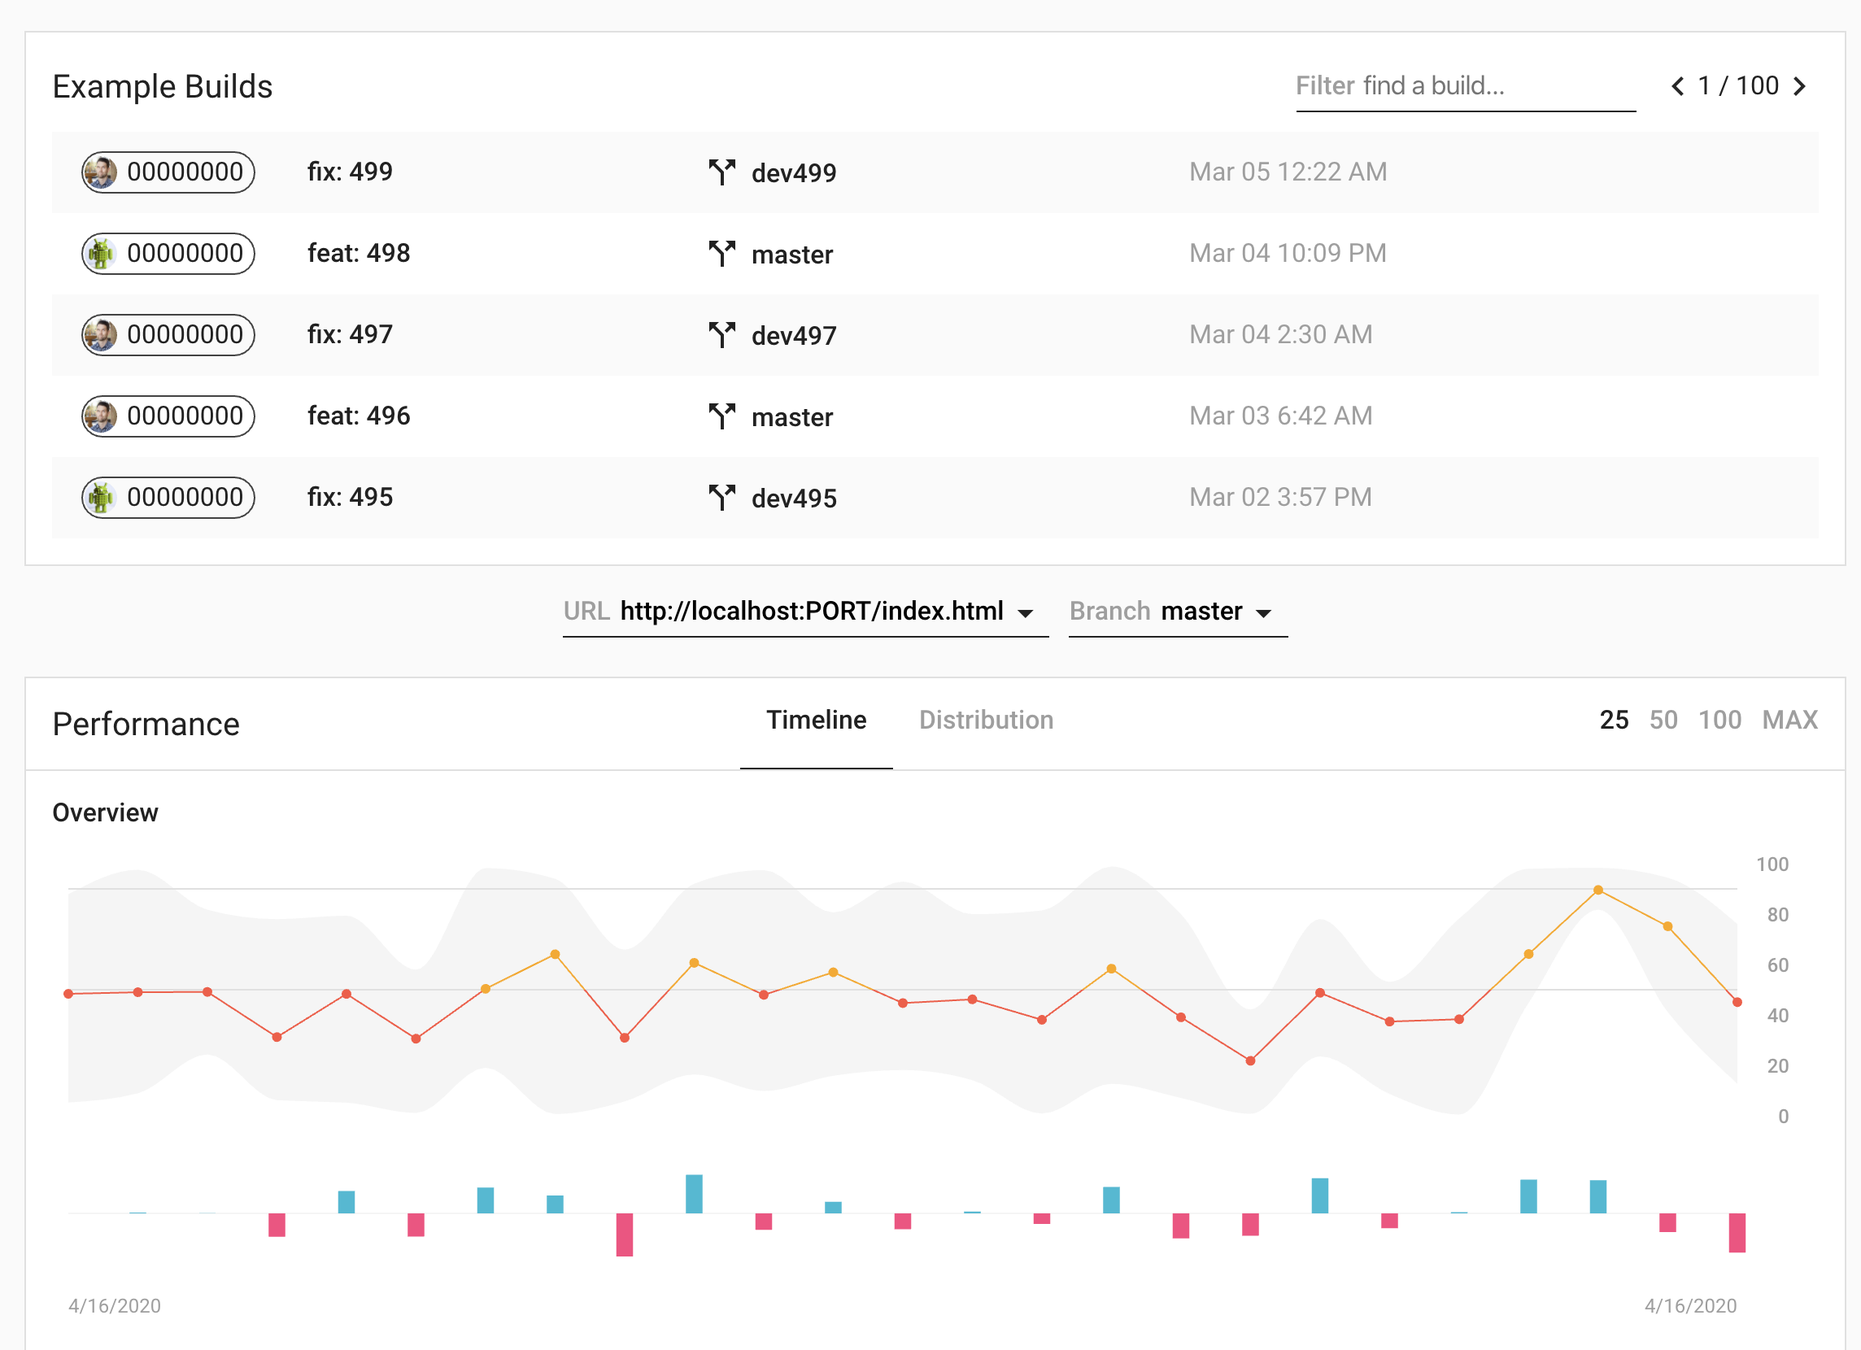 Example Builds
Filter find a build...
1 / 100
00000000 fix: 499 dev499 Mar 05 12:22 AM
00000000 feat: 498 master Mar 04 10:09 PM
00000000 fix: 497 dev497 Mar 04 2:30 AM
00000000 feat: 496 master Mar 03 6:42 AM
00000000 fix: 495 dev495 Mar 02 3:57 PM
URL http://localhost:PORT/index.html
Branch master
Performance
Timeline
Distribution
25 50 100 MAX
Overview
100
80
60
40
20
0
4/16/2020
4/16/2020